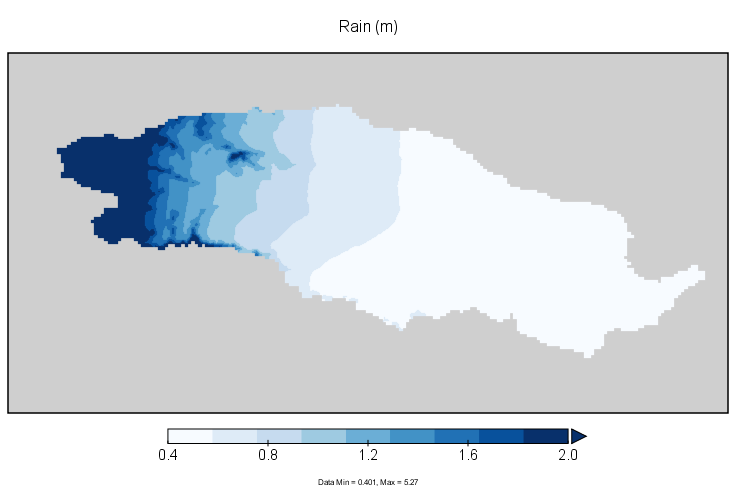 Rain (m)
0.4 0.8 1.2 1.6 2.0
Data Min = 0.401, Max = 5.27